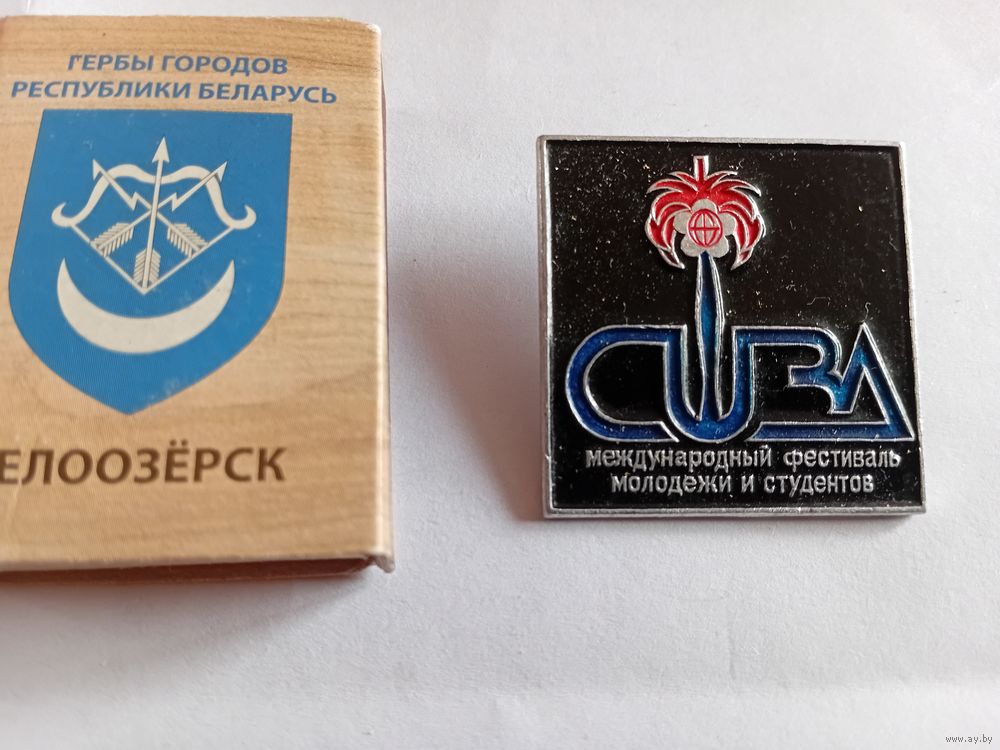 ГЕРБЫ ГОРОДОВ
РЕСПУБЛИКИ БЕЛАРУСЬ
ЕЛООЗЁРСК
CUBA
международный фестиваль
молодежи и студентов
www.ay.by